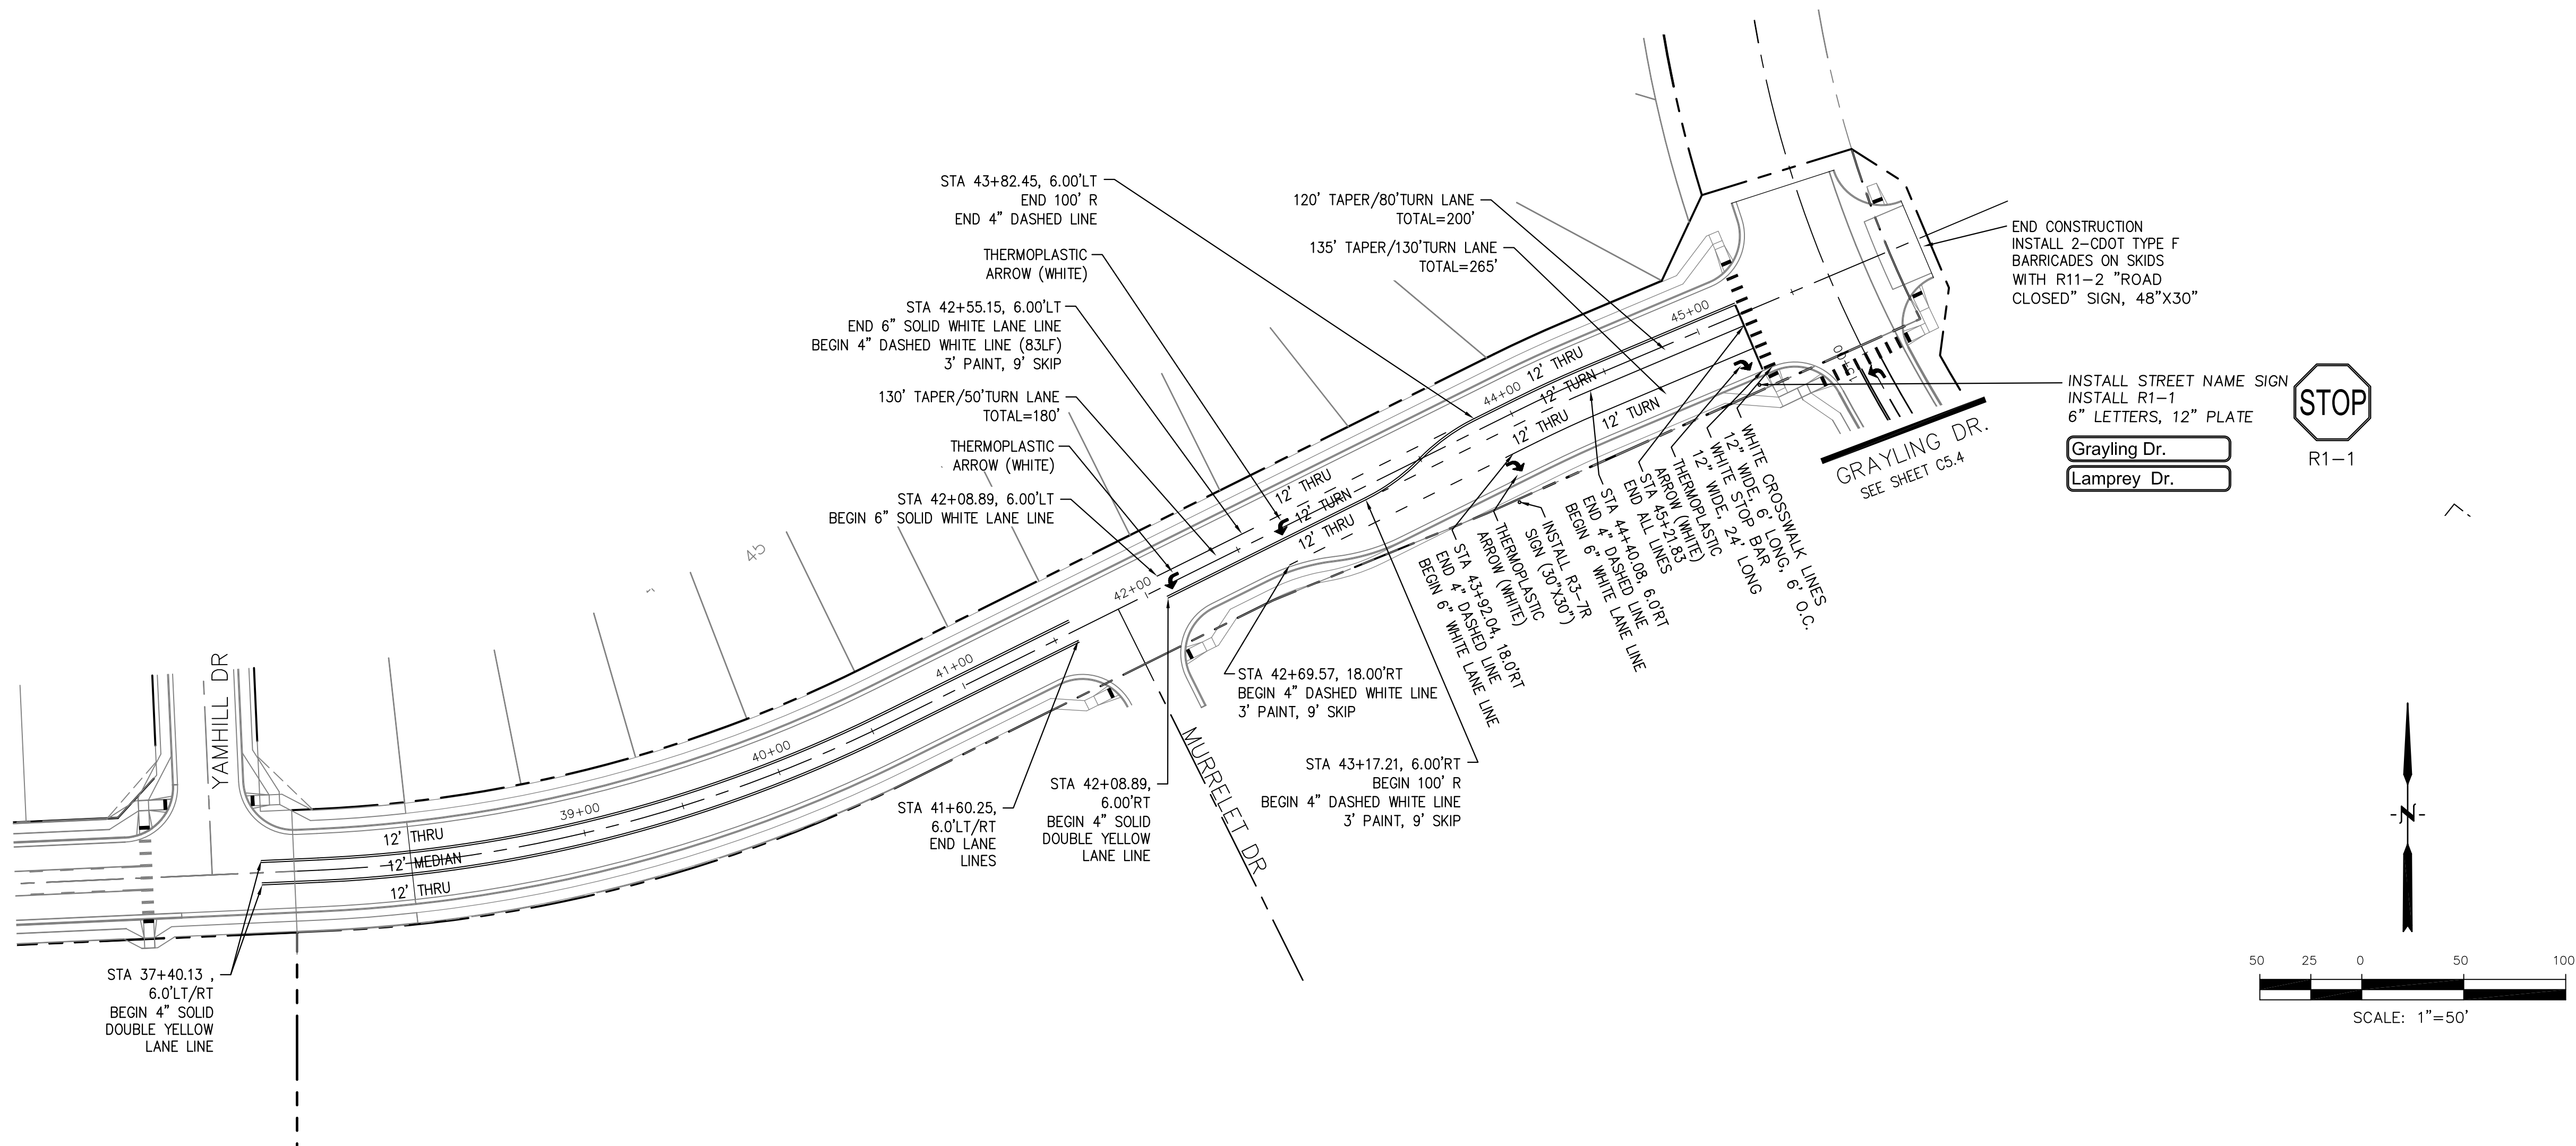 STA 43+82.45, 6.00'LT
END 100' R
END 4" DASHED LINE
THERMOPLASTIC
ARROW (WHITE)
STA 42+55.15, 6.00'LT
END 6" SOLID WHITE LANE LINE
BEGIN 4" DASHED WHITE LINE (83LF)
3' PAINT, 9' SKIP
130' TAPER/50'TURN LANE
TOTAL=180'
THERMOPLASTIC
ARROW (WHITE)
STA 42+08.89, 6.00'LT
BEGIN 6" SOLID WHITE LANE LINE
120' TAPER/80'TURN LANE
TOTAL=200'
135' TAPER/130'TURN LANE
TOTAL=265'
END CONSTRUCTION
INSTALL 2-CDOT TYPE F
BARRICADES ON SKIDS
WITH R11-2 "ROAD
CLOSED" SIGN, 48"X30"
INSTALL STREET NAME SIGN
INSTALL R1-1
6" LETTERS, 12" PLATE
Grayling Dr.
Lamprey Dr.
STOP
R1-1
GRAYLING DR.
SEE SHEET C5.4
45+00
44+00
42+00
41+00
40+00
39+00
12' THRU
12' TURN
12' THRU
12' TURN
12' THRU
12' TURN
12' THRU
12' THRU
12' MEDIAN
12' THRU
45
YAMHILL DR
MURRELET DR
WHITE CROSSWALK LINES
12" WIDE, 6' LONG, 6' O.C.
WHITE STOP BAR
12" WIDE, 24' LONG
THERMOPLASTIC
ARROW (WHITE)
STA 45+21.83
END ALL LINES
STA 44+40.08, 6.0'RT
END 4" DASHED LINE
BEGIN 6" WHITE LANE LINE
INSTALL R3-7R
SIGN (30"X30")
THERMOPLASTIC
ARROW (WHITE)
STA 43+92.04, 18.0'RT
END 4" DASHED LINE
BEGIN 6" WHITE LANE LINE
STA 42+69.57, 18.00'RT
BEGIN 4" DASHED WHITE LINE
3' PAINT, 9' SKIP
STA 43+17.21, 6.00'RT
BEGIN 100' R
BEGIN 4" DASHED WHITE LINE
3' PAINT, 9' SKIP
STA 42+08.89,
6.00'RT
BEGIN 4" SOLID
DOUBLE YELLOW
LANE LINE
STA 41+60.25,
6.0'LT/RT
END LANE
LINES
STA 37+40.13 ,
6.0'LT/RT
BEGIN 4" SOLID
DOUBLE YELLOW
LANE LINE
N
50 25 0 50 100
SCALE: 1"=50'